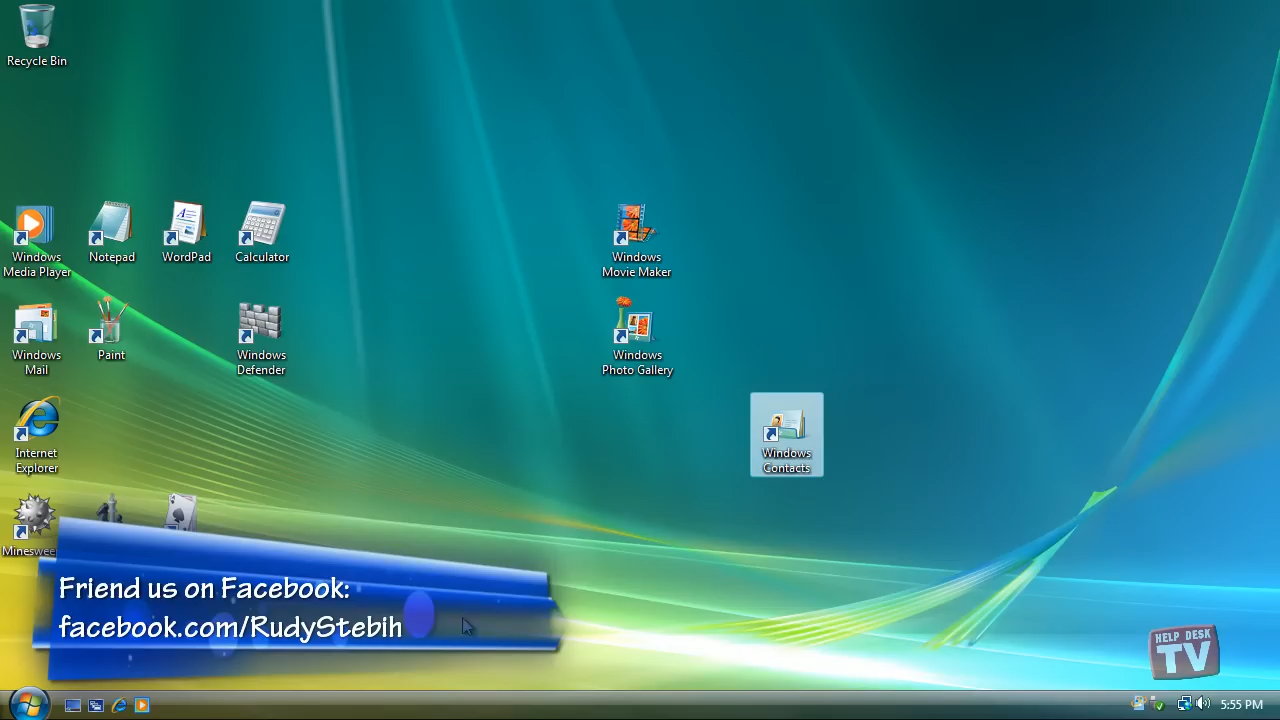 Recycle Bin
Windows
Media Player
Notepad
WordPad
Calculator
Windows
Movie Maker
Windows
Mail
Paint
Windows
Defender
Windows
Photo Gallery
Internet
Explorer
Windows
Contacts
Mineswee
Friend us on Facebook:
facebook.com/RudyStebih
HELP DESK
TV
5:55 PM